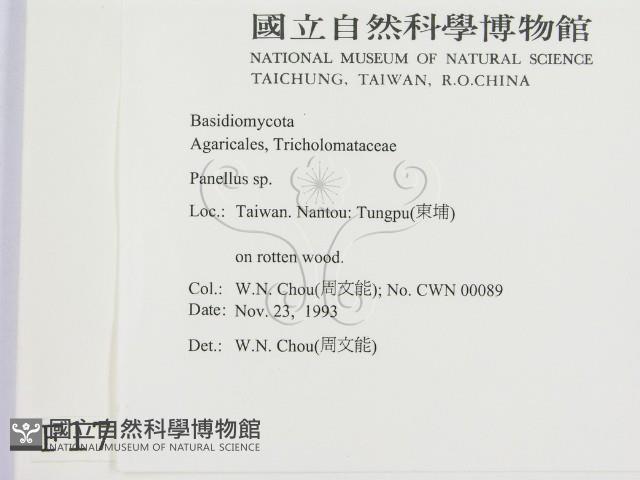 國立自然科學博物館
NATIONAL MUSEUM OF NATURAL SCIENCE
TAICHUNG, TAIWAN, R.O.CHINA
Basidiomycota
Agaricales, Tricholomataceae
Panellus sp.
Loc.: Taiwan. Nantou: Tungpu(東埔)
on rotten wood.
Col.: W.N. Chou(周文能); No. CWN 00089
Date: Nov. 23, 1993
Det.: W.N. Chou(周文能)
國立自然科學博物館
NATIONAL MUSEUM OF NATURAL SCIENCE